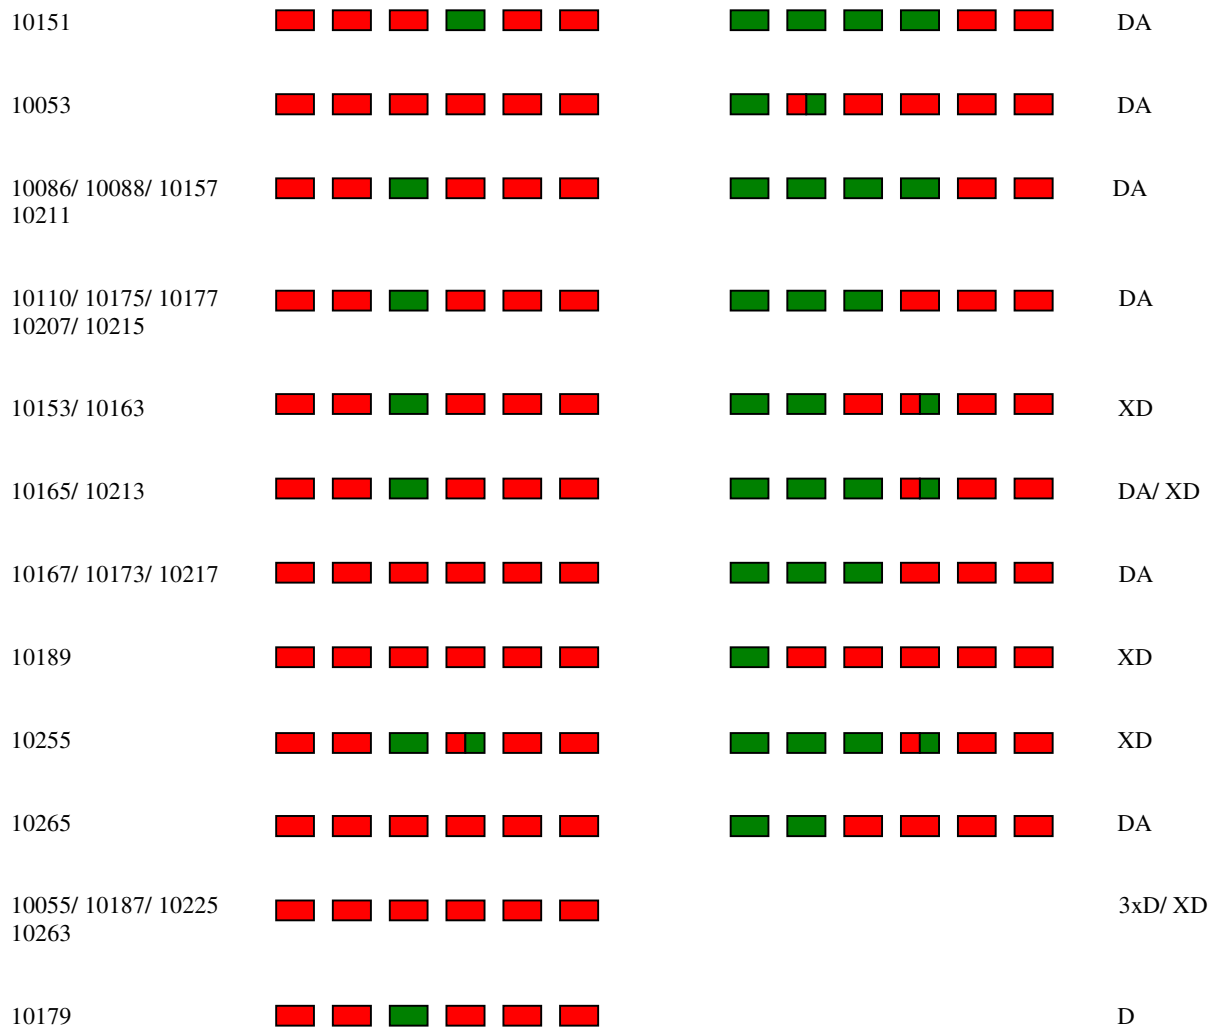 10151 DA
10053 DA
10086/ 10088/ 10157 DA
10211
10110/ 10175/ 10177 DA
10207/ 10215
10153/ 10163 XD
10165/ 10213 DA/ XD
10167/ 10173/ 10217 DA
10189 XD
10255 XD
10265 DA
10055/ 10187/ 10225 3xD/ XD
10263
10179 D